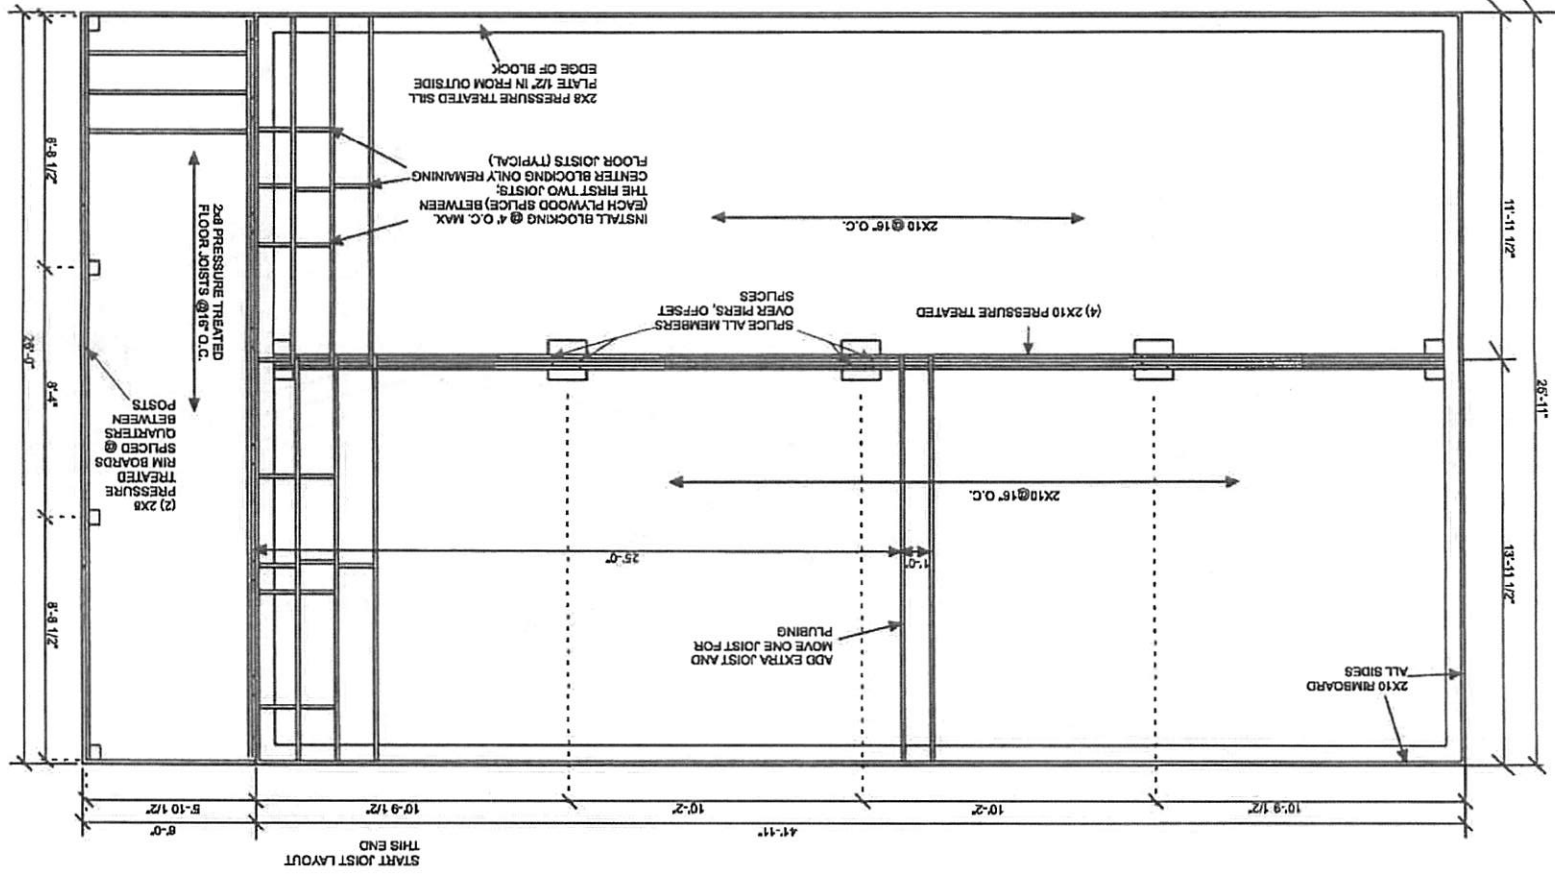 START JOIST LAYOUT
THIS END
41'-11"
6'-0"
10'-9 1/2"
10'-2"
10'-2"
10'-9 1/2"
5'-10 1/2"
2X10 RIMBOARD
ALL SIDES
ADD EXTRA JOIST AND
MOVE ONE JOIST FOR
PLUBING
1'-0"
25'-0"
13'-11 1/2"
25'-11"
8'-8 1/2"
2X10@16" O.C.
(2) 2X8
PRESSURE
TREATED
RIM BOARDS
SPLICED @
QUARTERS
BETWEEN
POSTS
8'-4"
26'-0"
(4) 2X10 PRESSURE TREATED
SPLICE ALL MEMBERS
OVER PIERS, OFFSET
SPLICES
2x8 PRESSURE TREATED
FLOOR JOISTS @16" O.C.
11'-11 1/2"
2X10 @16" O.C.
INSTALL BLOCKING @ 4' O.C. MAX.
(EACH PLYWOOD SPLICE) BETWEEN
THE FIRST TWO JOISTS;
CENTER BLOCKING ONLY REMAINING
FLOOR JOISTS (TYPICAL)
8'-8 1/2"
2X8 PRESSURE TREATED SILL
PLATE 1/2" IN FROM OUTSIDE
EDGE OF BLOCK